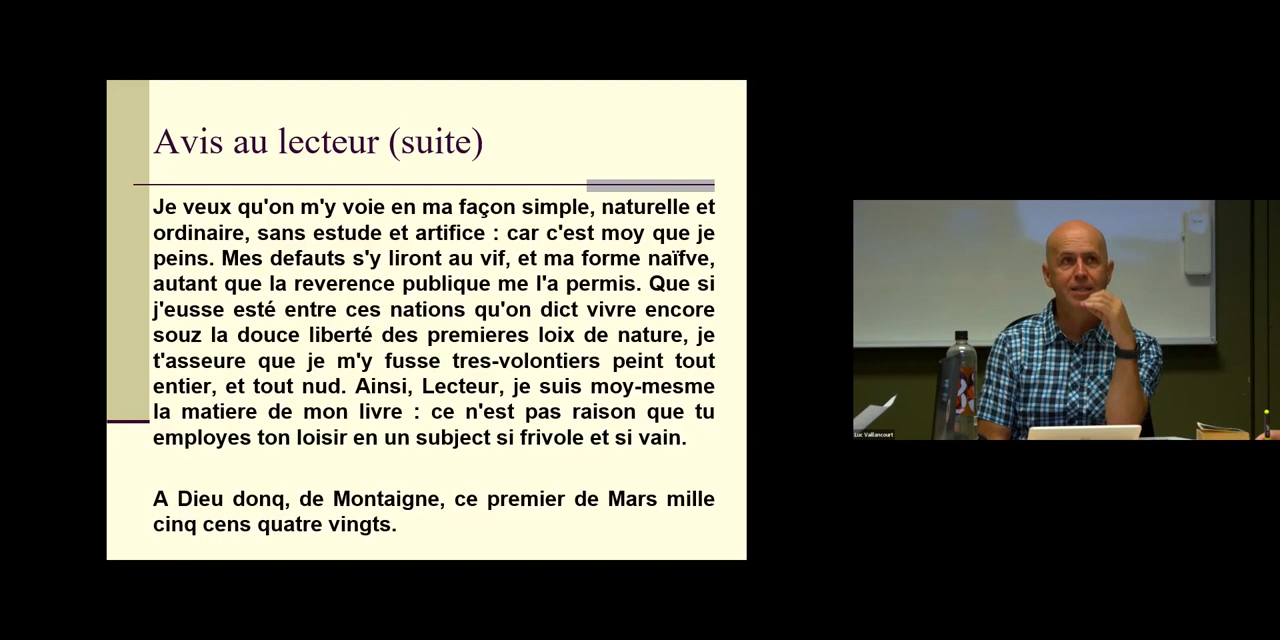 Avis au lecteur (suite)
Je veux qu'on m'y voie en ma façon simple, naturelle et
ordinaire, sans estude et artifice : car c'est moy que je
peins. Mes defauts s'y liront au vif, et ma forme naïfve,
autant que la reverence publique me l'a permis. Que si
j'eusse esté entre ces nations qu'on dict vivre encore
souz la douce liberté des premieres loix de nature, je
t'asseure que je m'y fusse tres-volontiers peint tout
entier, et tout nud. Ainsi, Lecteur, je suis moy-mesme
la matiere de mon livre : ce n'est pas raison que tu
employes ton loisir en un subject si frivole et si vain.
A Dieu donq, de Montaigne, ce premier de Mars mille
cinq cens quatre vingts.
Luc Vaillancourt